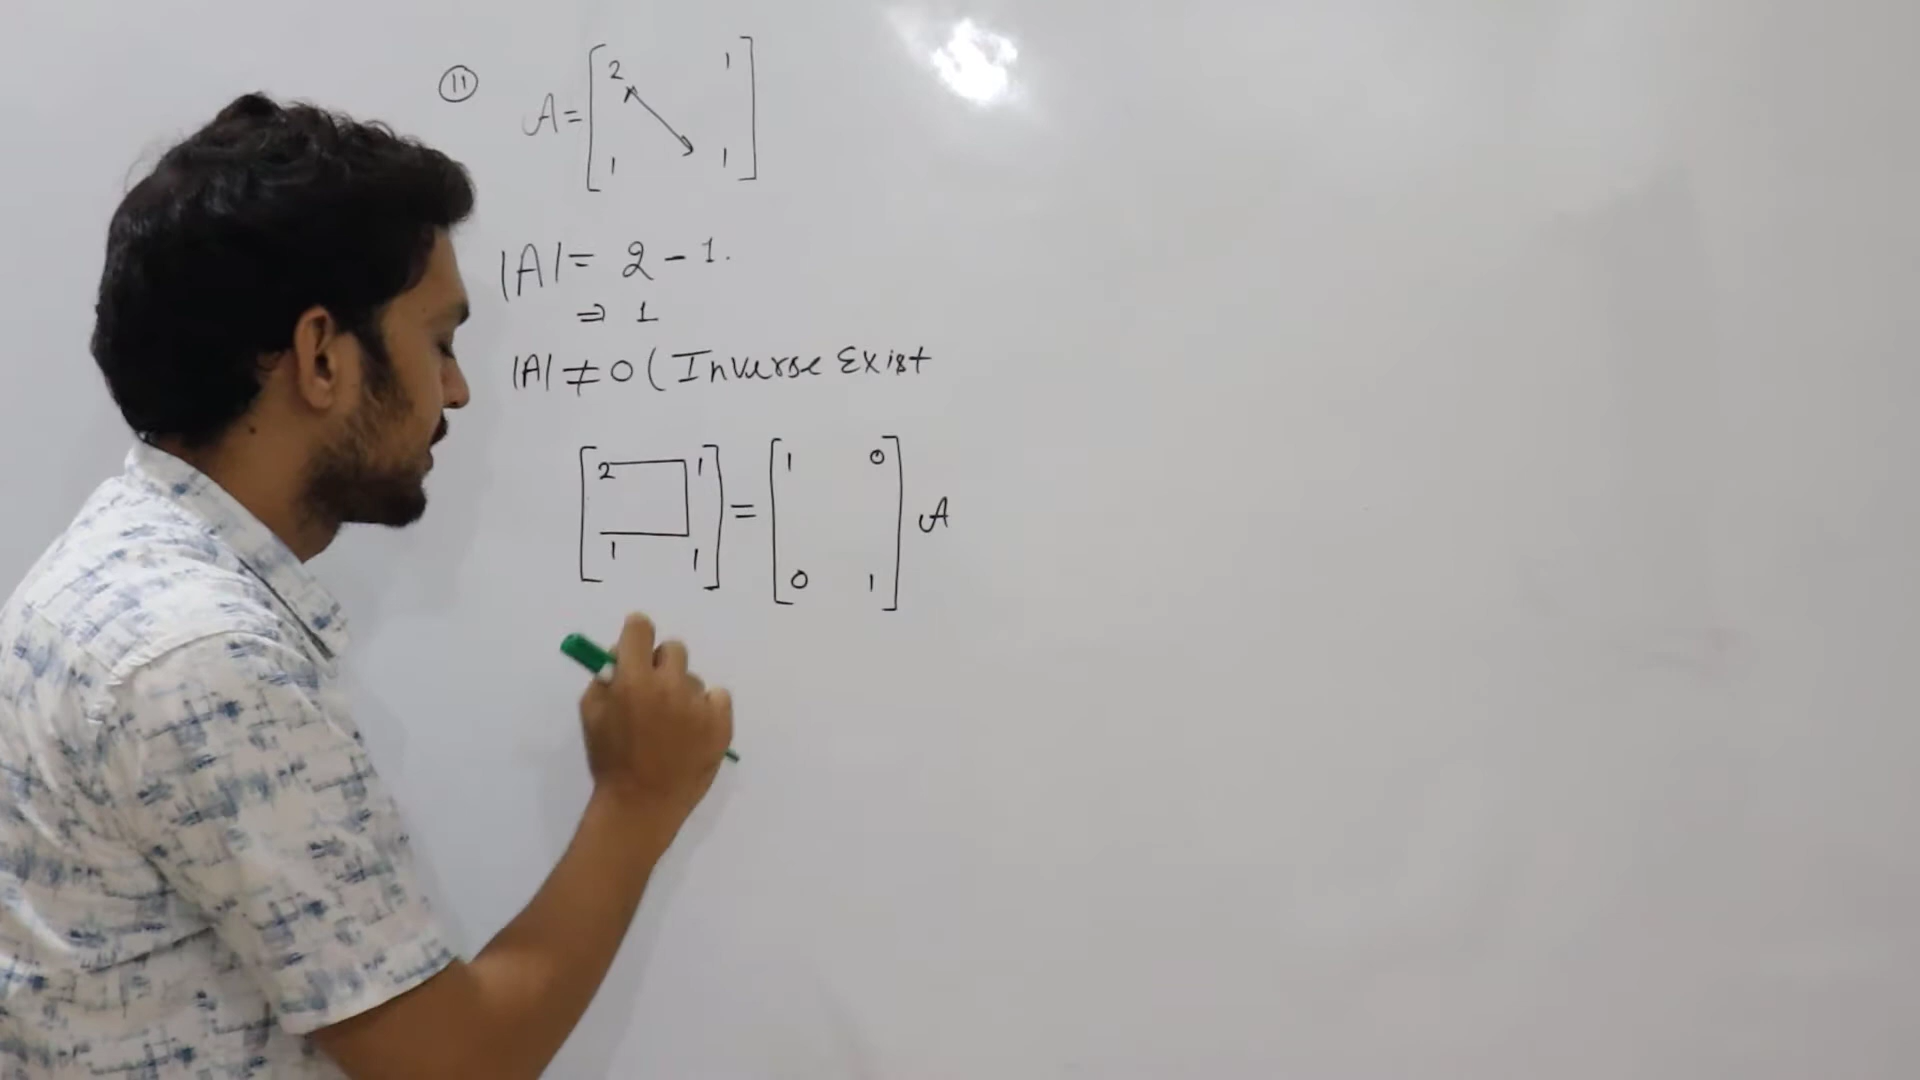 11
A = [ 2 1
1 1 ]
|A| = 2 - 1.
⇒ 1
|A| ≠ 0 ( Inverse Exist
[ 2 1
1 1 ] = [ 1 0
0 1 ] A